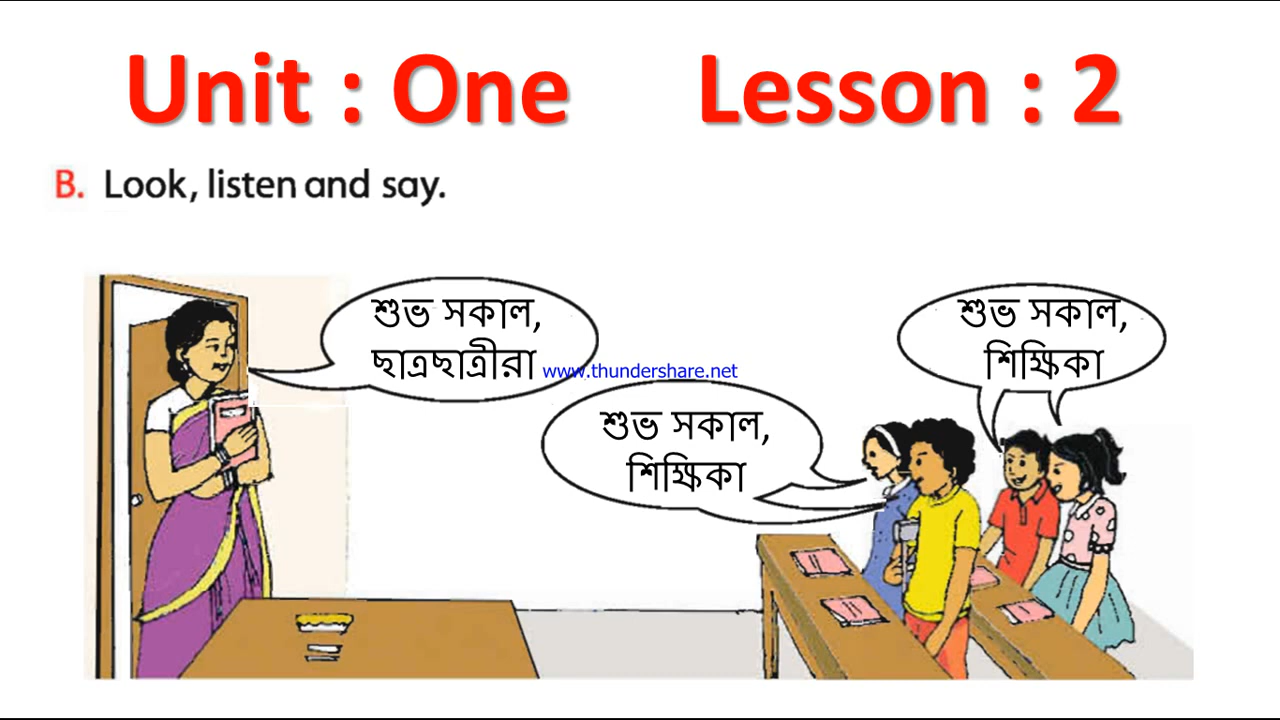 Unit : One Lesson : 2
B. Look, listen and say.
শুভ সকাল,
ছাত্রছাত্রীরা
www.thundershare.net
শুভ সকাল,
শিক্ষিকা
শুভ সকাল,
শিক্ষিকা